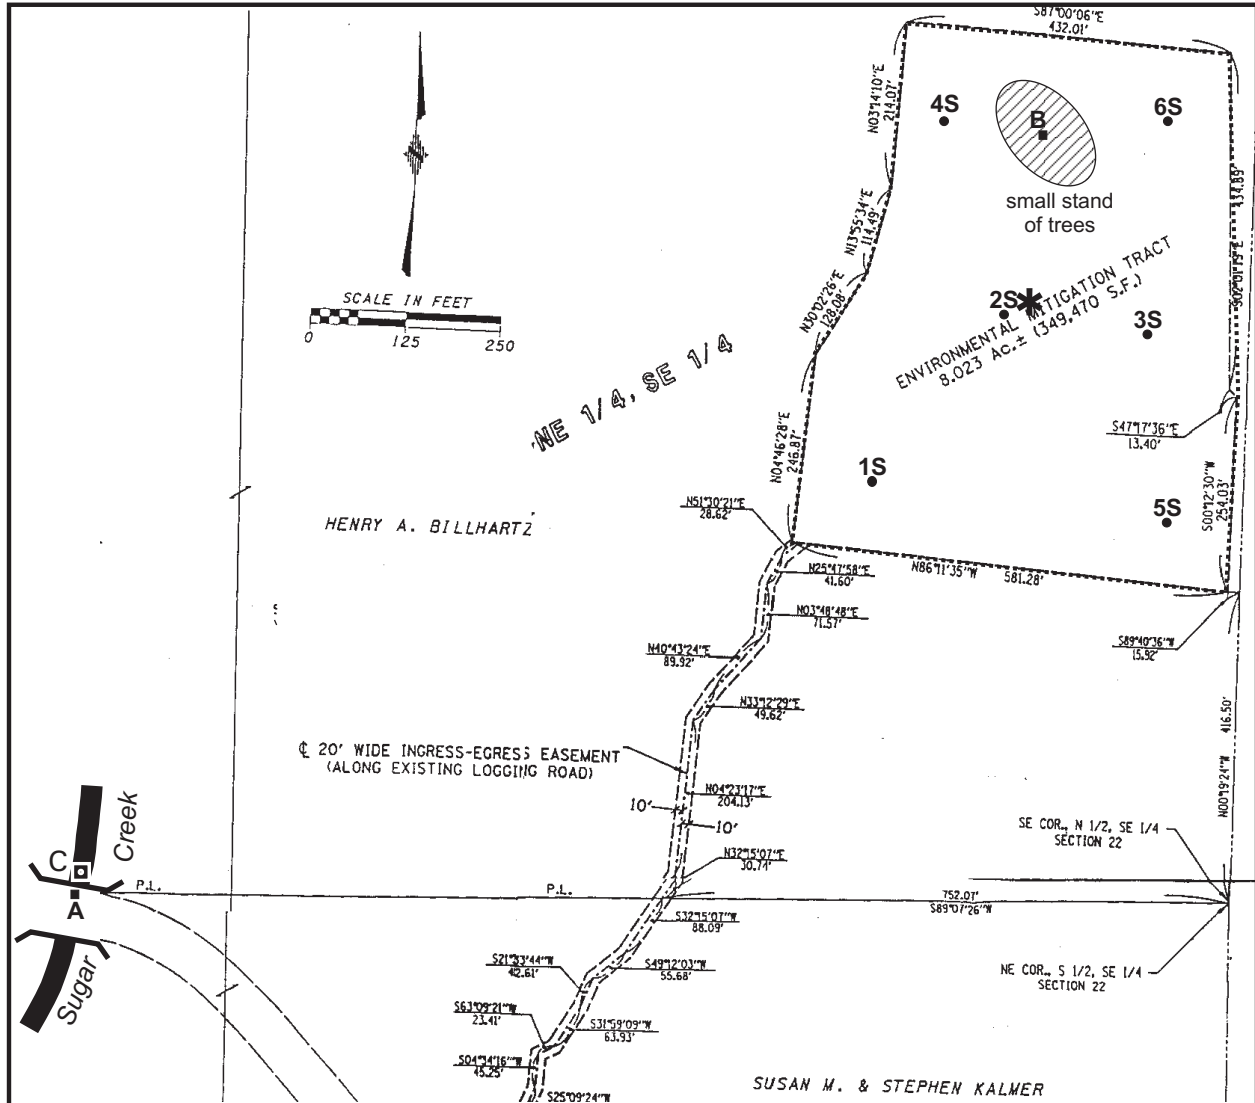 S87°00'06"E
432.01'
N03°14'10"E
214.07'
4S
B
6S
small stand
of trees
434.89'
S02°01'15"E
N13°55'34"E
114.49'
N30°02'26"E
128.08'
SCALE IN FEET
0 125 250
2S
3S
ENVIRONMENTAL MITIGATION TRACT
8.023 Ac.± (349,470 S.F.)
NE 1/4, SE 1/4
S47°17'36"E
13.40'
N04°46'28"E
246.87'
1S
5S
S00°12'30"W
254.03'
N51°30'21"E
28.62'
HENRY A. BILLHARTZ
N86°11'35"W 581.28'
N25°47'58"E
41.60'
N03°48'48"E
71.57'
S89°40'36"W
15.92'
N40°43'24"E
89.92'
N33°12'29"E
49.62'
416.50'
N00°19'24"W
℄ 20' WIDE INGRESS-EGRESS EASEMENT
(ALONG EXISTING LOGGING ROAD)
N04°23'17"E
204.13'
10'
10'
SE COR., N 1/2, SE 1/4
SECTION 22
N32°15'07"E
30.74'
Creek
C
A
P.L.
P.L.
752.07'
S89°07'26"W
S32°15'07"W
88.09'
S21°33'44"W
42.61'
S49°12'03"W
55.68'
NE COR., S 1/2, SE 1/4
SECTION 22
Sugar
S63°09'21"W
23.41'
S31°59'09"W
63.93'
S04°34'16"W
45.25'
S25°09'24"W
SUSAN M. & STEPHEN KALMER